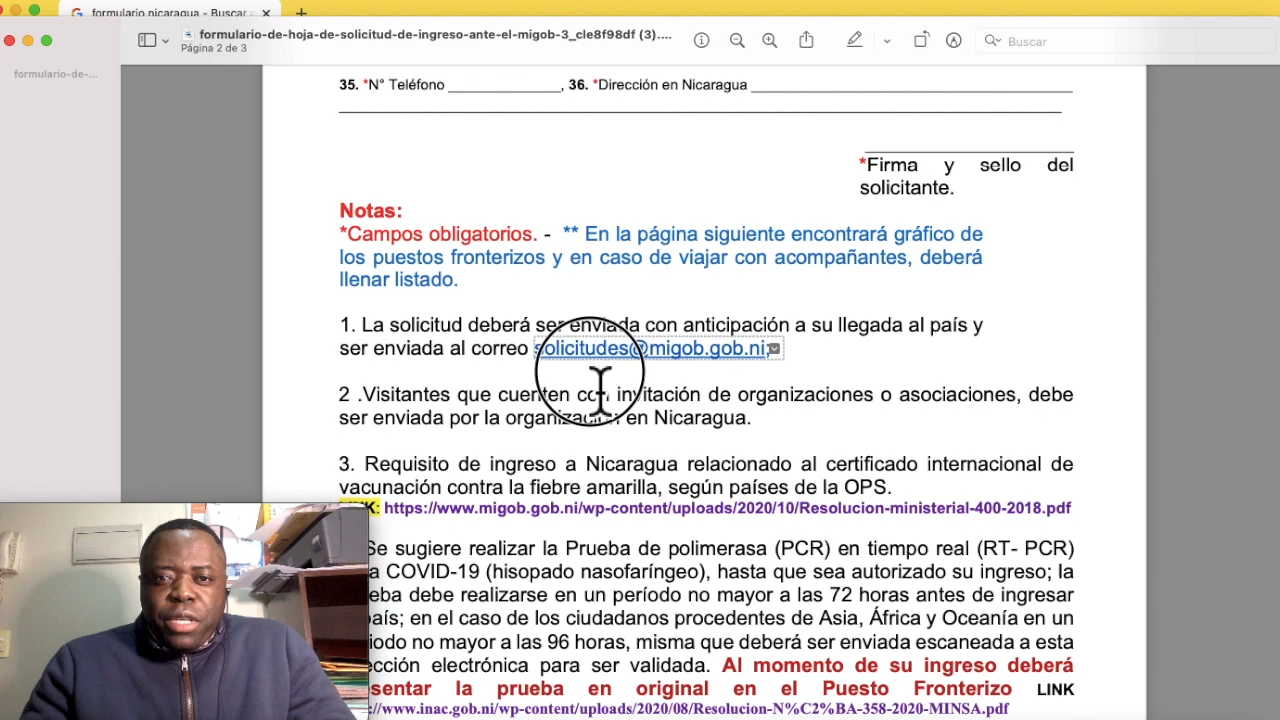 formulario nicaragua - Buscar
formulario-de-hoja-de-solicitud-de-ingreso-ante-el-migob-3_cle8f98df (3)....
Página 2 de 3
Buscar
formulario-de-...
35. *N° Teléfono ______________, 36. *Dirección en Nicaragua
*Firma y sello del
solicitante.
Notas:
*Campos obligatorios. - ** En la página siguiente encontrará gráfico de
los puestos fronterizos y en caso de viajar con acompañantes, deberá
llenar listado.
1. La solicitud deberá ser enviada con anticipación a su llegada al país y
ser enviada al correo solicitudes@migob.gob.ni;
2 .Visitantes que cuenten con invitación de organizaciones o asociaciones, debe
ser enviada por la organización en Nicaragua.
3. Requisito de ingreso a Nicaragua relacionado al certificado internacional de
vacunación contra la fiebre amarilla, según países de la OPS.
https://www.migob.gob.ni/wp-content/uploads/2020/10/Resolucion-ministerial-400-2018.pdf
Se sugiere realizar la Prueba de polimerasa (PCR) en tiempo real (RT- PCR)
COVID-19 (hisopado nasofaríngeo), hasta que sea autorizado su ingreso; la
debe realizarse en un período no mayor a las 72 horas antes de ingresar
en el caso de los ciudadanos procedentes de Asia, África y Oceanía en un
no mayor a las 96 horas, misma que deberá ser enviada escaneada a esta
electrónica para ser validada. Al momento de su ingreso deberá
la prueba en original en el Puesto Fronterizo LINK
://www.inac.gob.ni/wp-content/uploads/2020/08/Resolucion-N%C2%BA-358-2020-MINSA.pdf